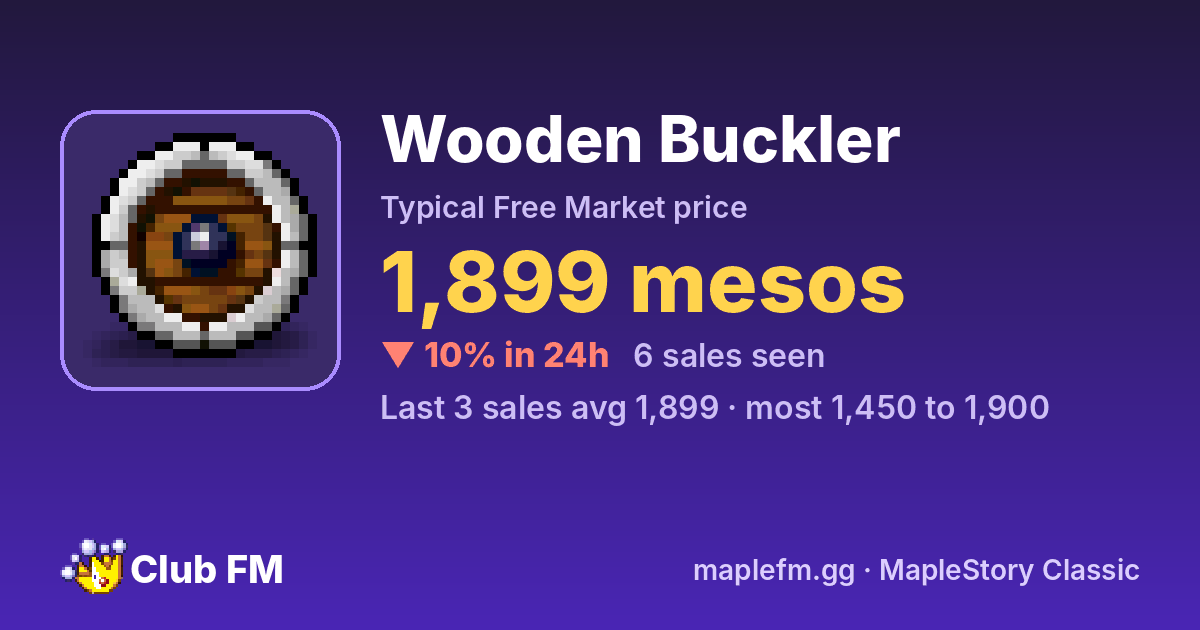 Wooden Buckler
Typical Free Market price
1,899 mesos
▼ 10% in 24h 6 sales seen
Last 3 sales avg 1,899 · most 1,450 to 1,900
Club FM
maplefm.gg · MapleStory Classic